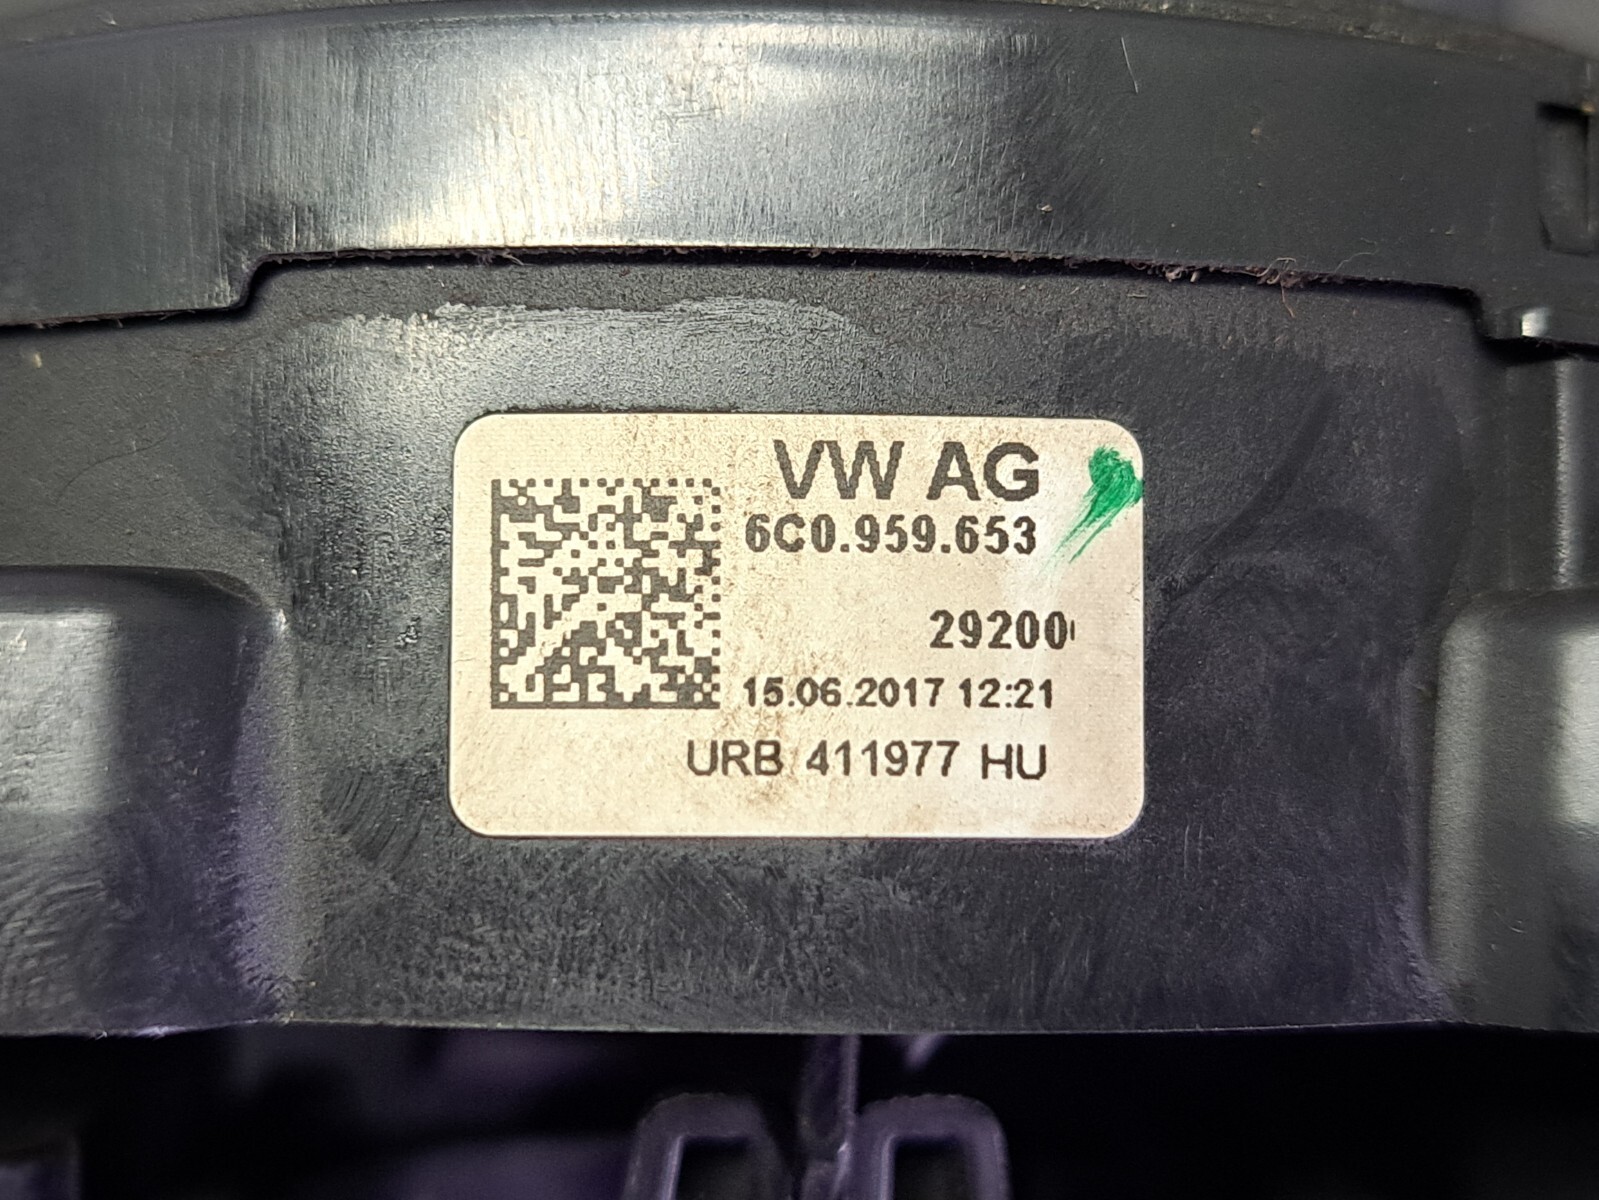 VW AG
6C0.959.653
29200
15.06.2017 12:21
URB 411977 HU